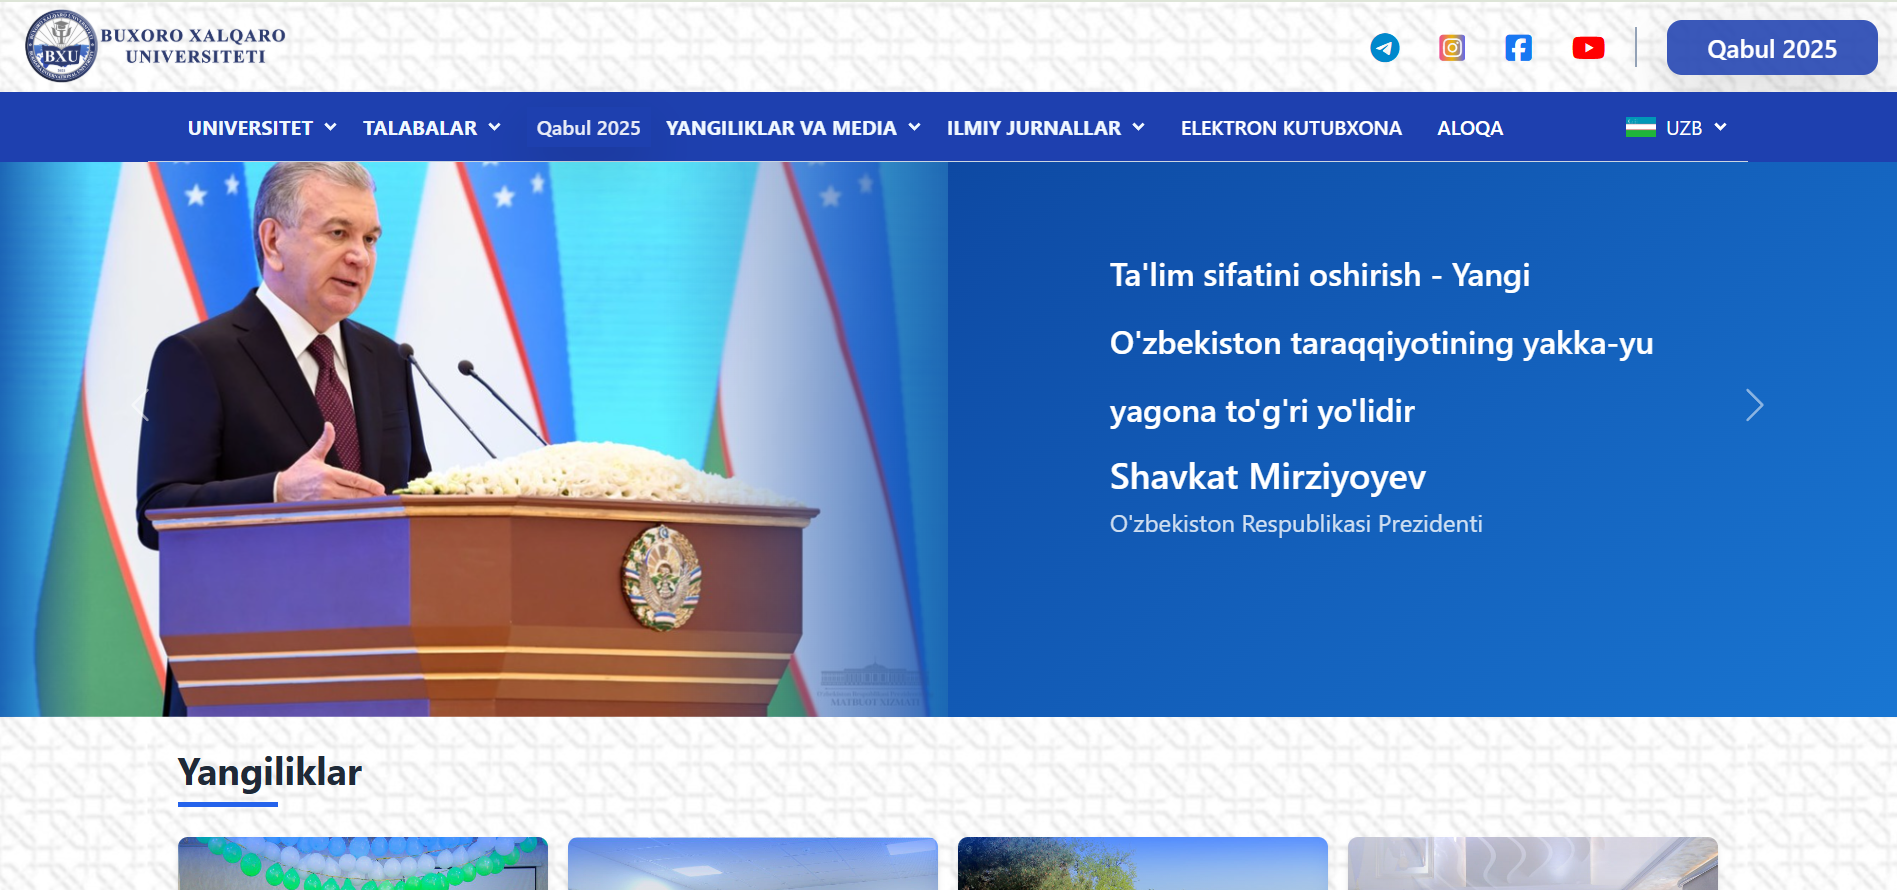 BUXORO XALQARO
UNIVERSITETI
BXU
Qabul 2025
UNIVERSITET
TALABALAR
Qabul 2025
YANGILIKLAR VA MEDIA
ILMIY JURNALLAR
ELEKTRON KUTUBXONA
ALOQA
UZB
Ta'lim sifatini oshirish - Yangi
O'zbekiston taraqqiyotining yakka-yu
yagona to'g'ri yo'lidir
Shavkat Mirziyoyev
O'zbekiston Respublikasi Prezidenti
MATBUOT XIZMATI
Yangiliklar